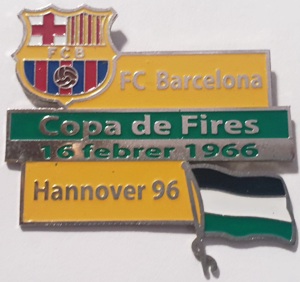 FCB
FC Barcelona
Copa de Fires
16 febrer 1966
Hannover 96